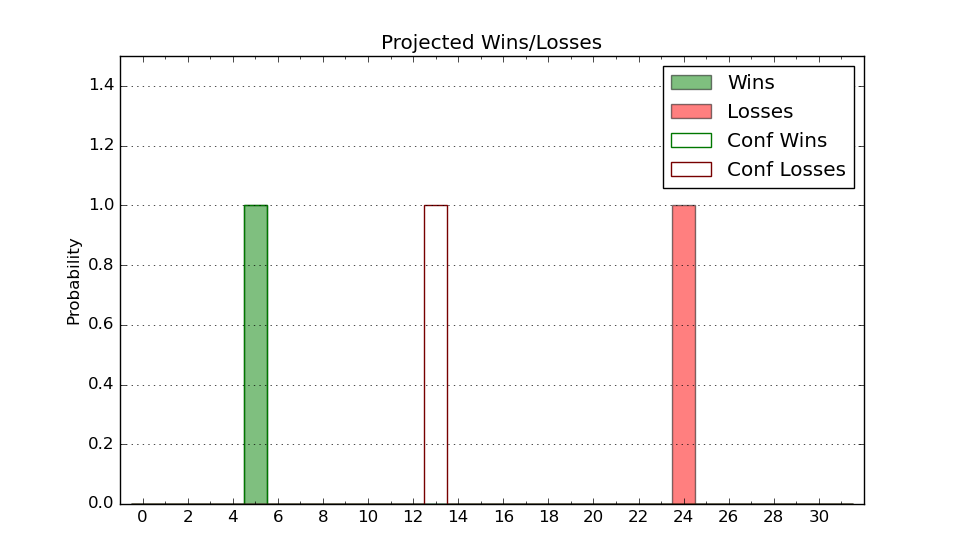 Projected Wins/Losses
Wins
Losses
Conf Wins
Conf Losses
Probability
1.4
1.2
1.0
0.8
0.6
0.4
0.2
0.0
0 2 4 6 8 10 12 14 16 18 20 22 24 26 28 30